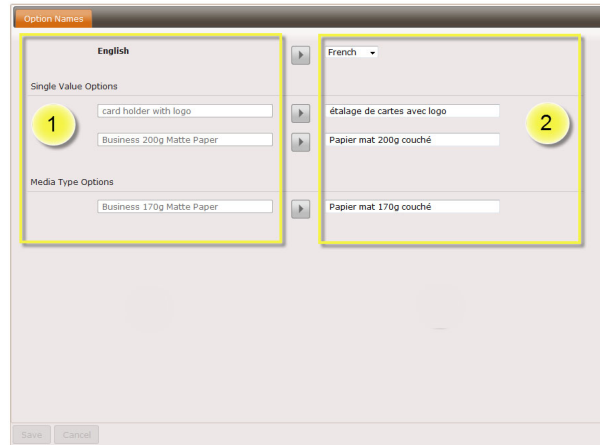 Option Names
English
French
Single Value Options
card holder with logo
étalage de cartes avec logo
1
2
Business 200g Matte Paper
Papier mat 200g couché
Media Type Options
Business 170g Matte Paper
Papier mat 170g couché
Save Cancel